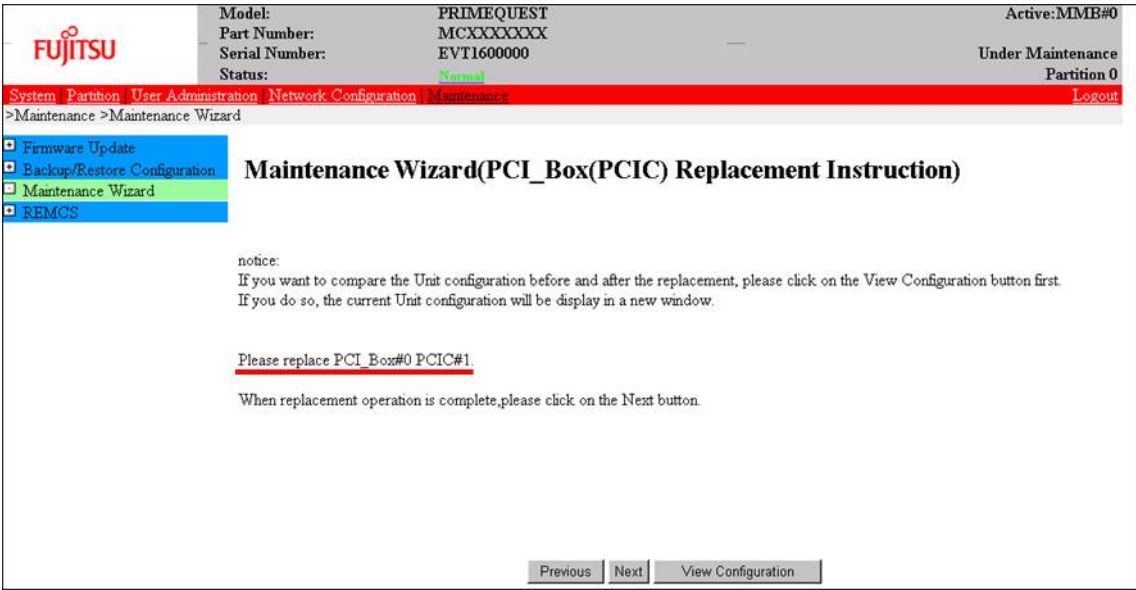 FUJITSU
Model: PRIMEQUEST Active:MMB#0
Part Number: MCXXXXXXX
Serial Number: EVT1600000 Under Maintenance
Status: Normal Partition 0
System | Partition | User Administration | Network Configuration | Maintenance Logout
>Maintenance >Maintenance Wizard
Firmware Update
Backup/Restore Configuration
Maintenance Wizard
REMCS
Maintenance Wizard(PCI_Box(PCIC) Replacement Instruction)
notice:
If you want to compare the Unit configuration before and after the replacement, please click on the View Configuration button first.
If you do so, the current Unit configuration will be display in a new window.
Please replace PCI_Box#0 PCIC#1.
When replacement operation is complete,please click on the Next button.
Previous Next View Configuration